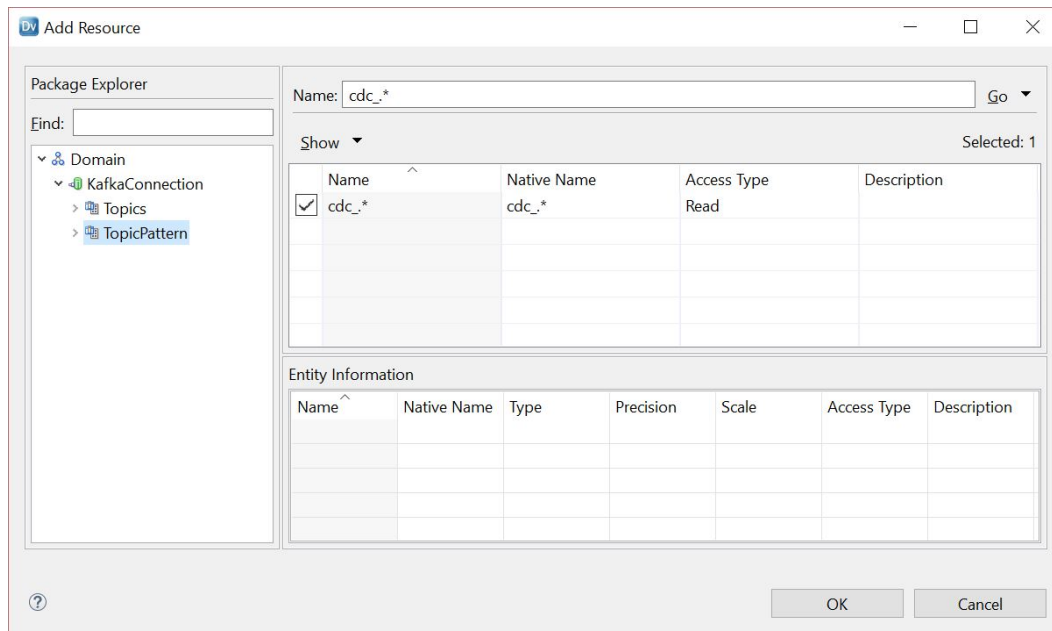 Dv Add Resource
Package Explorer
Find:
Domain
KafkaConnection
Topics
TopicPattern
Name: cdc_.* Go
Show Selected: 1
Name Native Name Access Type Description
cdc_.* cdc_.* Read
Entity Information
Name Native Name Type Precision Scale Access Type Description
?
OK Cancel